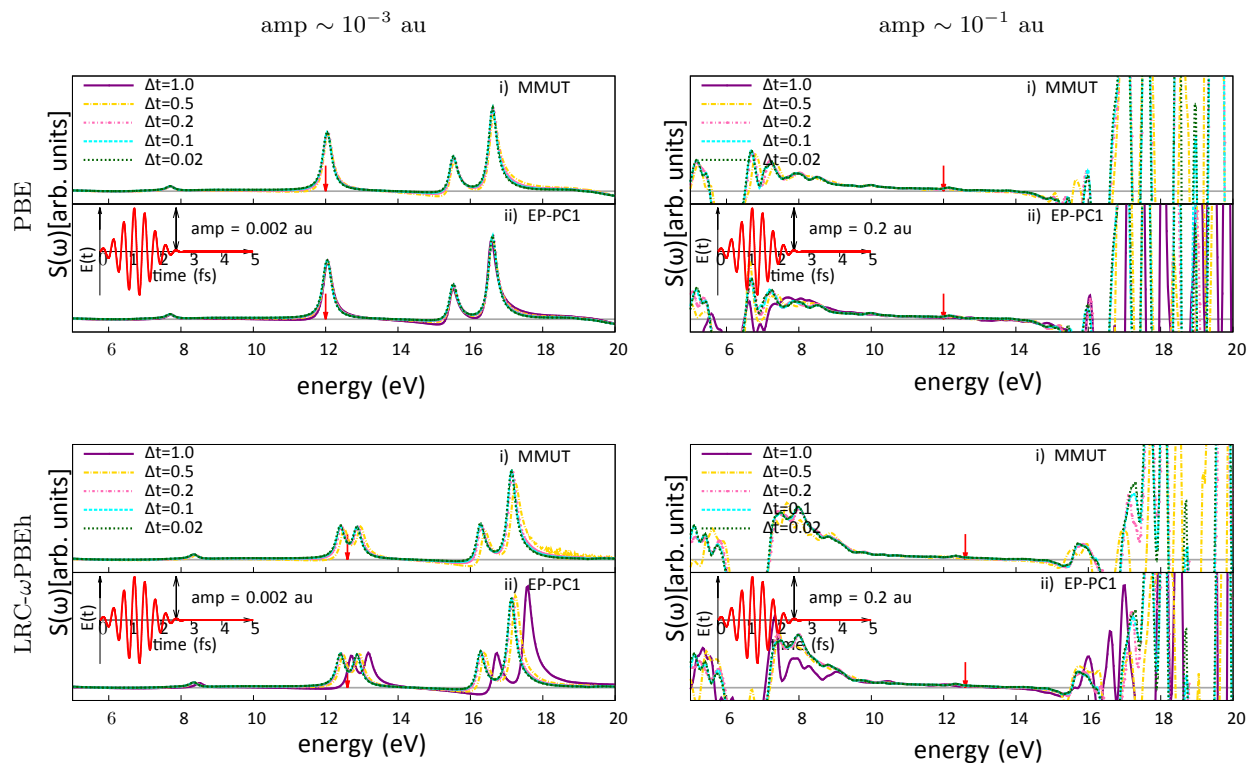 amp ∼ 10⁻³ au
amp ∼ 10⁻¹ au
PBE
S(ω)[arb. units]
Δt=1.0
Δt=0.5
Δt=0.2
Δt=0.1
Δt=0.02
i) MMUT
ii) EP-PC1
E(t)
amp = 0.002 au
0 1 2 3 4 5
time (fs)
6 8 10 12 14 16 18 20
energy (eV)
S(ω)[arb. units]
Δt=1.0
Δt=0.5
Δt=0.2
Δt=0.1
Δt=0.02
i) MMUT
ii) EP-PC1
E(t)
amp = 0.2 au
0 1 2 3 4 5
time (fs)
6 8 10 12 14 16 18 20
energy (eV)
LRC-ωPBEh
S(ω)[arb. units]
Δt=1.0
Δt=0.5
Δt=0.2
Δt=0.1
Δt=0.02
i) MMUT
ii) EP-PC1
E(t)
amp = 0.002 au
0 1 2 3 4 5
time (fs)
6 8 10 12 14 16 18 20
energy (eV)
S(ω)[arb. units]
Δt=1.0
Δt=0.5
Δt=0.2
Δt=0.1
Δt=0.02
i) MMUT
ii) EP-PC1
E(t)
amp = 0.2 au
0 1 2 3 4 5
time (fs)
6 8 10 12 14 16 18 20
energy (eV)